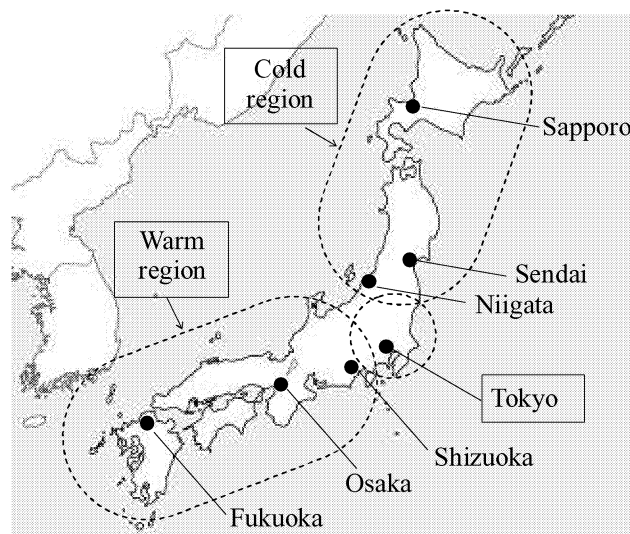 Cold
region
Sapporo
Warm
region
Sendai
Niigata
Tokyo
Shizuoka
Osaka
Fukuoka